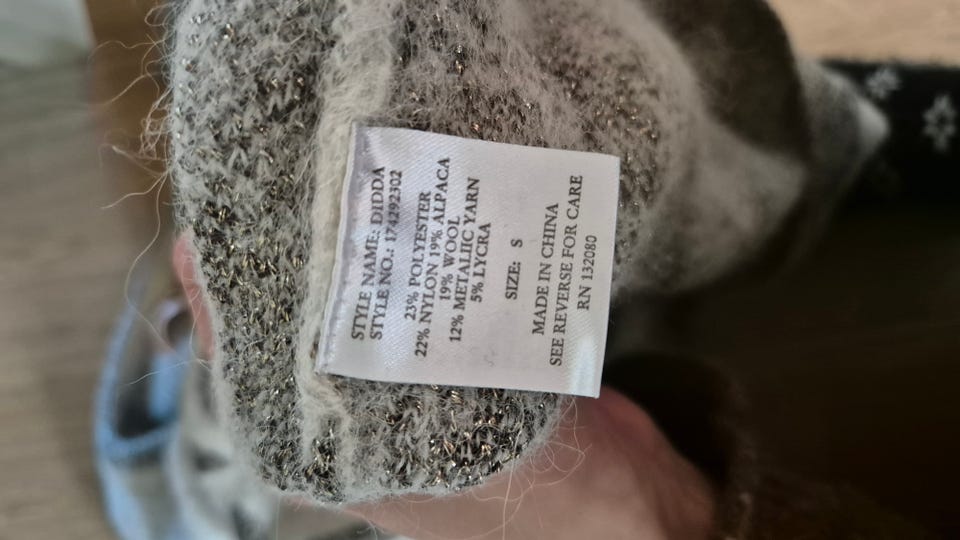 STYLE NAME: DIDDA
STYLE NO.: 174292302
23% POLYESTER
22% NYLON 19% ALPACA
19% WOOL
12% METALIIC YARN
5% LYCRA
SIZE: S
MADE IN CHINA
SEE REVERSE FOR CARE
RN 132080